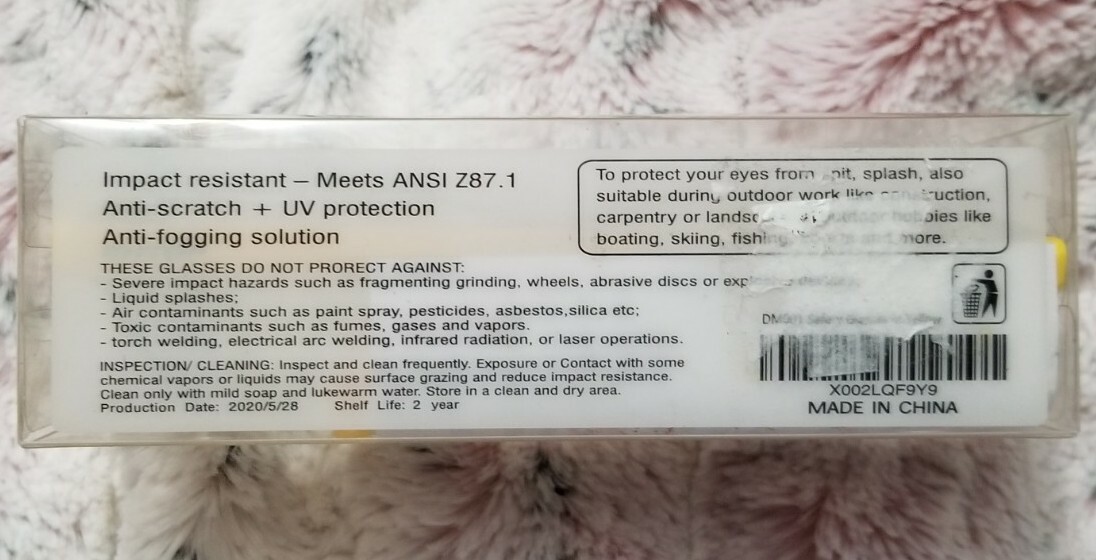 Impact resistant – Meets ANSI Z87.1
Anti-scratch + UV protection
Anti-fogging solution
To protect your eyes from splash, also
suitable during outdoor work like construction,
carpentry or hobbies like
boating, skiing, fishing and more.
THESE GLASSES DO NOT PRORECT AGAINST:
- Severe impact hazards such as fragmenting grinding, wheels, abrasive discs or
- Liquid splashes;
- Air contaminants such as paint spray, pesticides, asbestos,silica etc;
- Toxic contaminants such as fumes, gases and vapors.
- torch welding, electrical arc welding, infrared radiation, or laser operations.
INSPECTION/ CLEANING: Inspect and clean frequently. Exposure or Contact with some
chemical vapors or liquids may cause surface grazing and reduce impact resistance.
Clean only with mild soap and lukewarm water. Store in a clean and dry area.
Production Date: 2020/5/28 Shelf Life: 2 year
X002LQF9Y9
MADE IN CHINA